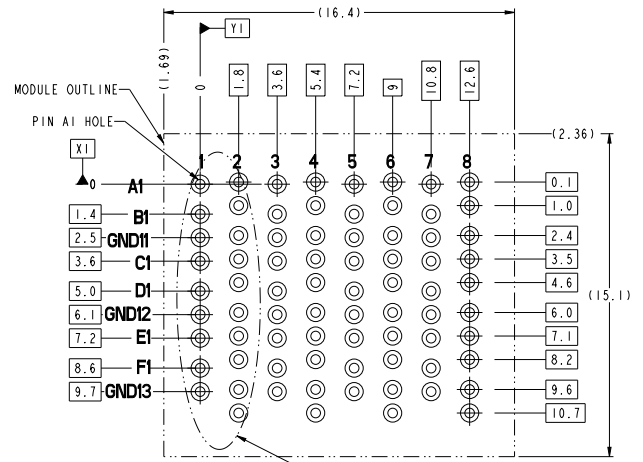 (16.4)
Y1
(1.69)
0
1.8
3.6
5.4
7.2
9
10.8
12.6
MODULE OUTLINE
PIN A1 HOLE
(2.36)
X1
1 2 3 4 5 6 7 8
0 A1
0.1
1.0
1.4 B1
2.4
2.5 GND11
3.5
3.6 C1
4.6
5.0 D1
(15.1)
6.0
6.1 GND12
7.1
7.2 E1
8.2
8.6 F1
9.6
9.7 GND13
10.7